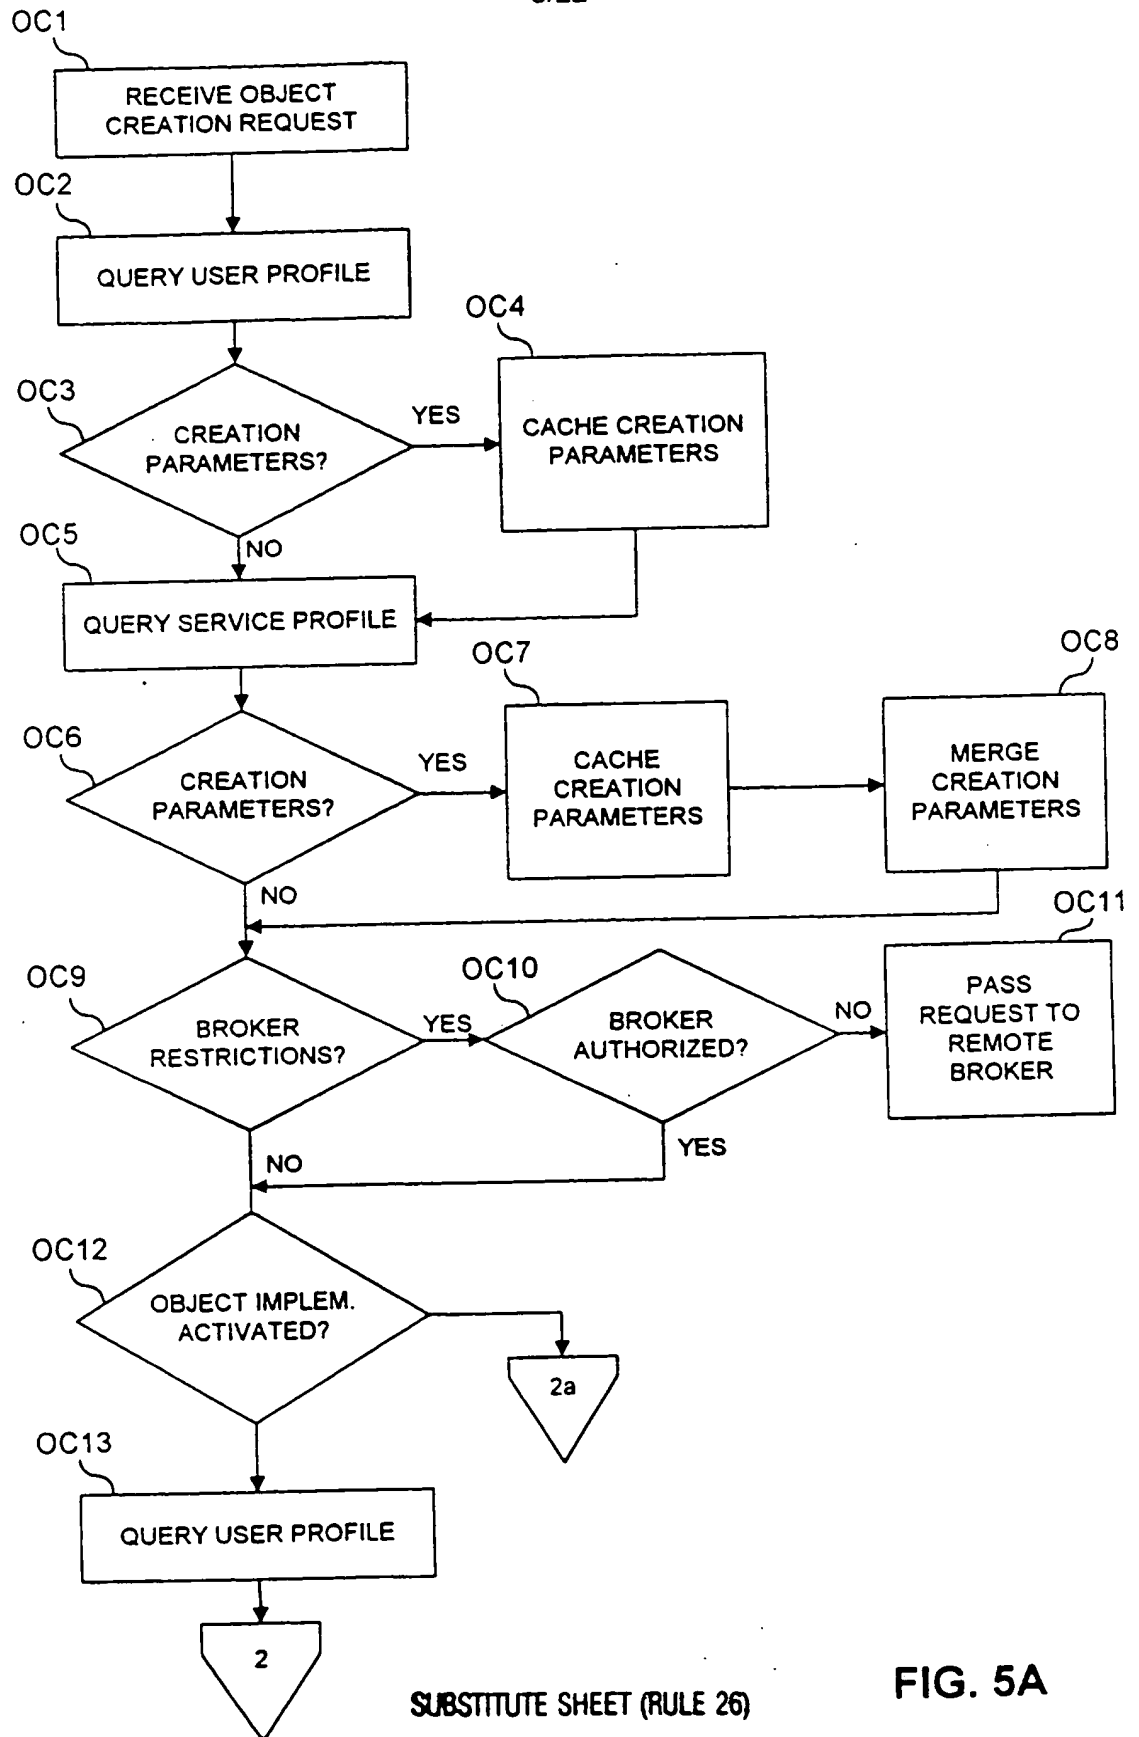 OC1
RECEIVE OBJECT
CREATION REQUEST
OC2
QUERY USER PROFILE
OC3
CREATION
PARAMETERS?
YES
OC4
CACHE CREATION
PARAMETERS
NO
OC5
QUERY SERVICE PROFILE
OC6
CREATION
PARAMETERS?
YES
OC7
CACHE
CREATION
PARAMETERS
OC8
MERGE
CREATION
PARAMETERS
NO
OC9
BROKER
RESTRICTIONS?
YES
OC10
BROKER
AUTHORIZED?
NO
OC11
PASS
REQUEST TO
REMOTE
BROKER
NO
YES
OC12
OBJECT IMPLEM.
ACTIVATED?
2a
OC13
QUERY USER PROFILE
2
SUBSTITUTE SHEET (RULE 26)
FIG. 5A